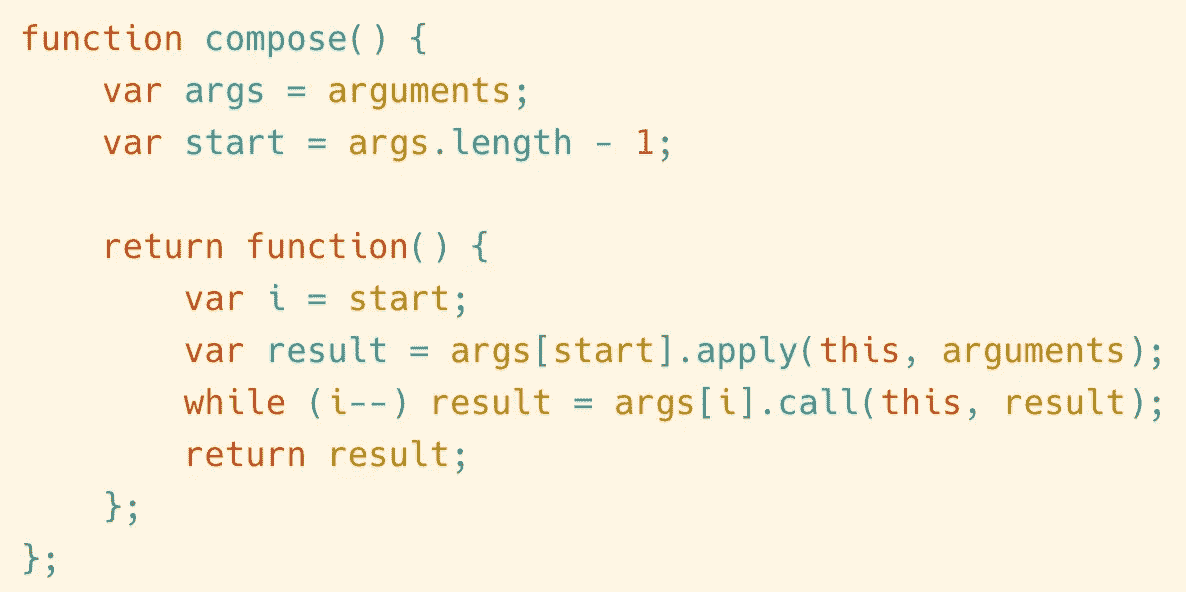 function compose() {
    var args = arguments;
    var start = args.length - 1;

    return function() {
        var i = start;
        var result = args[start].apply(this, arguments);
        while (i--) result = args[i].call(this, result);
        return result;
    };
};